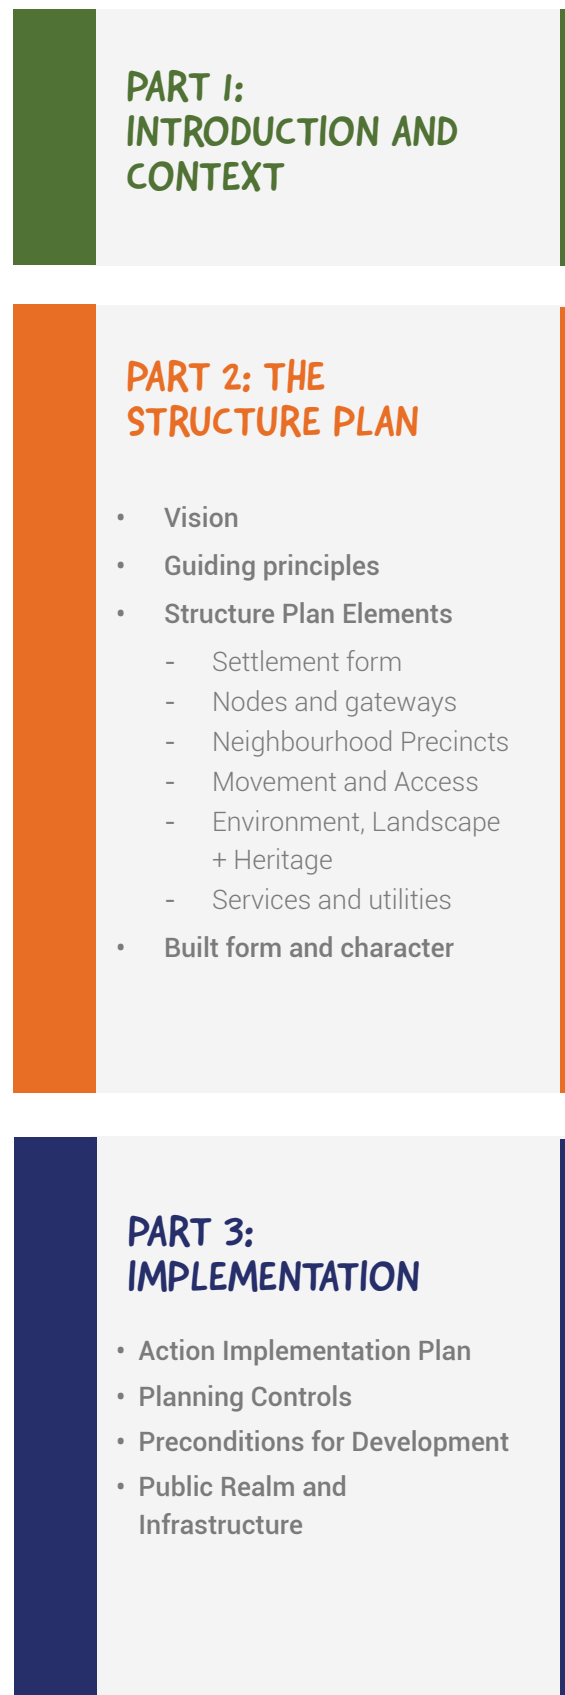 PART 1:
INTRODUCTION AND
CONTEXT
PART 2: THE
STRUCTURE PLAN
• Vision
• Guiding principles
• Structure Plan Elements
- Settlement form
- Nodes and gateways
- Neighbourhood Precincts
- Movement and Access
- Environment, Landscape
+ Heritage
- Services and utilities
• Built form and character
PART 3:
IMPLEMENTATION
• Action Implementation Plan
• Planning Controls
• Preconditions for Development
• Public Realm and
Infrastructure